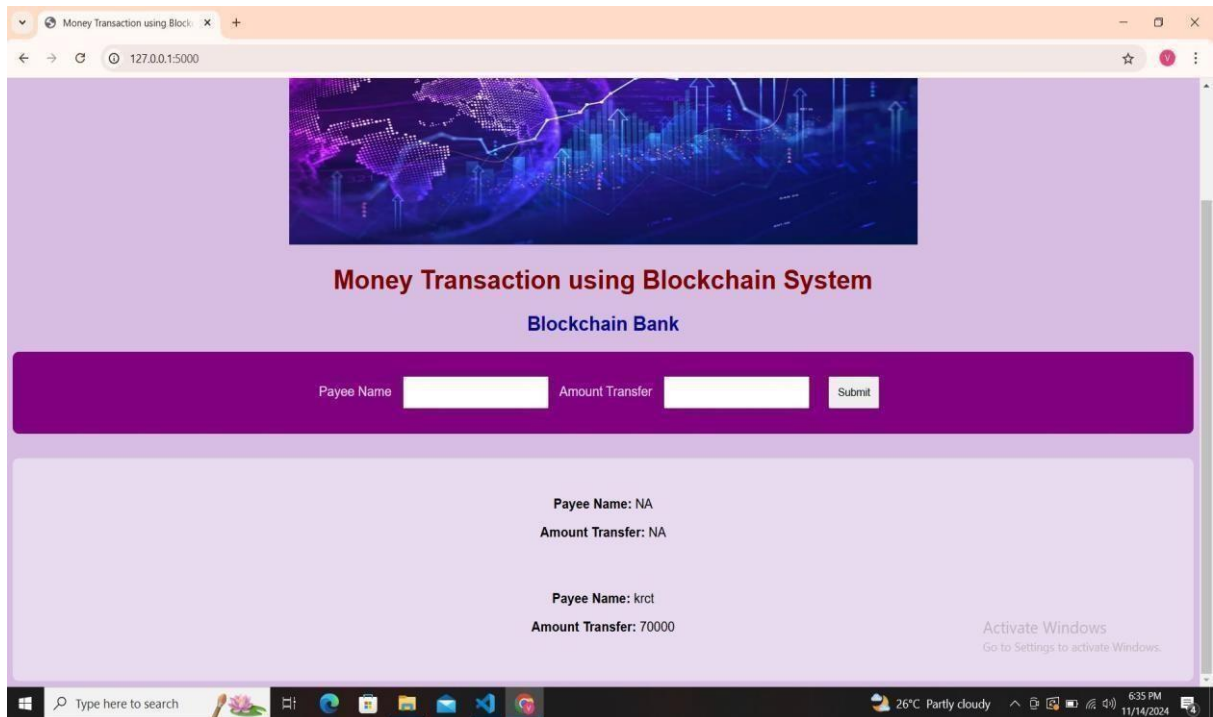 Money Transaction using Block
127.0.0.1:5000
V
Money Transaction using Blockchain System
Blockchain Bank
Payee Name Amount Transfer Submit
Payee Name: NA
Amount Transfer: NA
Payee Name: krct
Amount Transfer: 70000
Activate Windows
Go to Settings to activate Windows.
Type here to search 26°C Partly cloudy 6:35 PM
11/14/2024
4